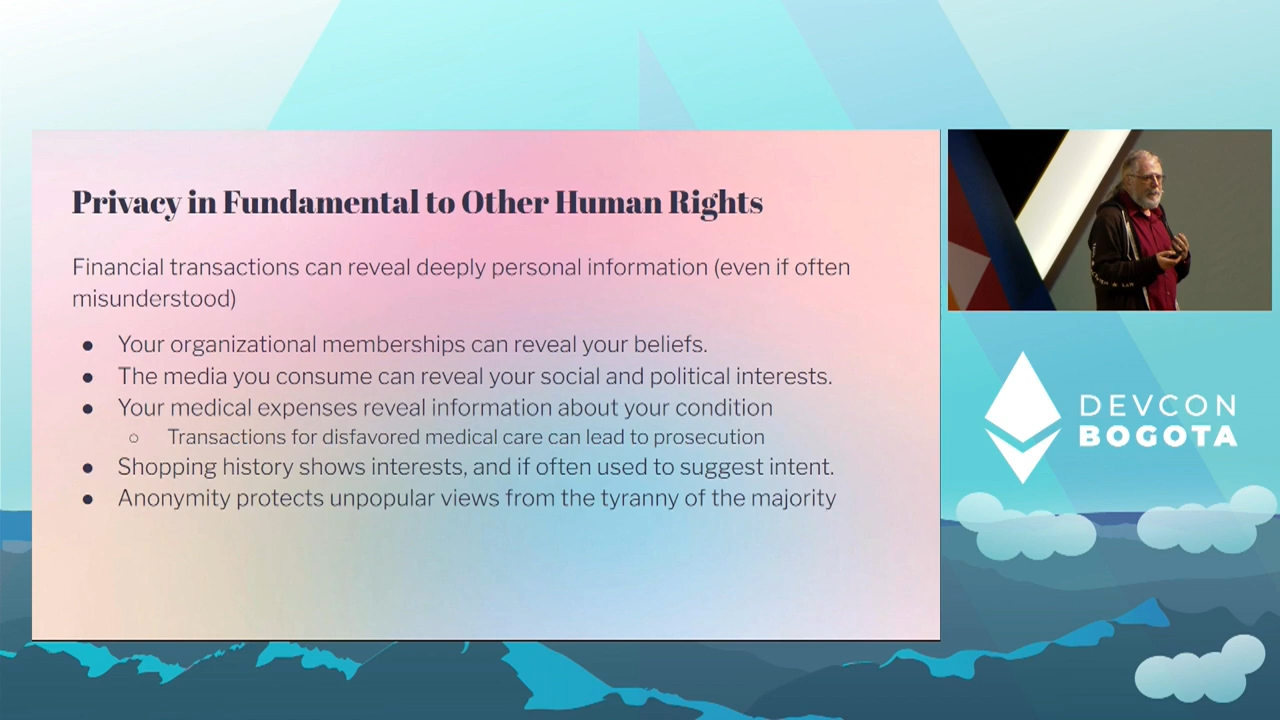 Privacy in Fundamental to Other Human Rights
Financial transactions can reveal deeply personal information (even if often
misunderstood)
● Your organizational memberships can reveal your beliefs.
● The media you consume can reveal your social and political interests.
● Your medical expenses reveal information about your condition
○ Transactions for disfavored medical care can lead to prosecution
● Shopping history shows interests, and if often used to suggest intent.
● Anonymity protects unpopular views from the tyranny of the majority
DEVCON
BOGOTA